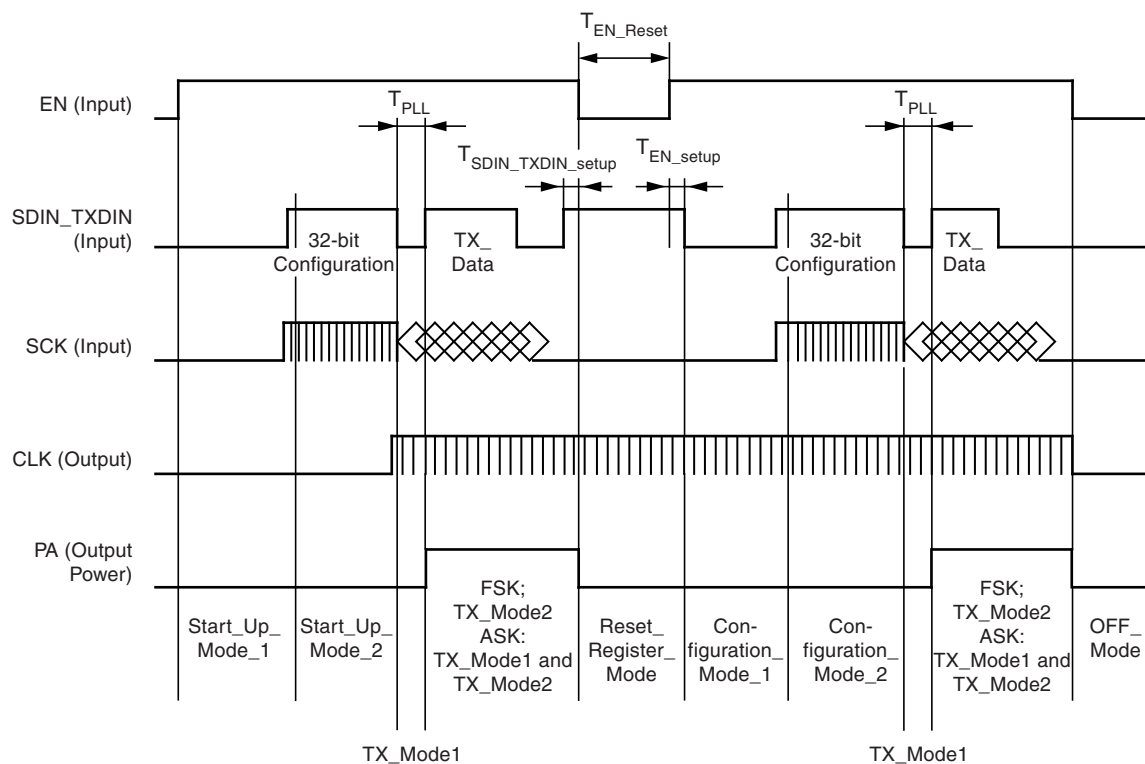 T_EN_Reset
EN (Input)
T_PLL
T_PLL
T_SDIN_TXDIN_setup
T_EN_setup
SDIN_TXDIN
(Input)
32-bit
Configuration
TX_
Data
32-bit
Configuration
TX_
Data
SCK (Input)
CLK (Output)
PA (Output
Power)
Start_Up_
Mode_1
Start_Up_
Mode_2
FSK;
TX_Mode2
ASK:
TX_Mode1 and
TX_Mode2
Reset_
Register_
Mode
Con-
figuration_
Mode_1
Con-
figuration_
Mode_2
FSK;
TX_Mode2
ASK:
TX_Mode1 and
TX_Mode2
OFF_
Mode
TX_Mode1
TX_Mode1